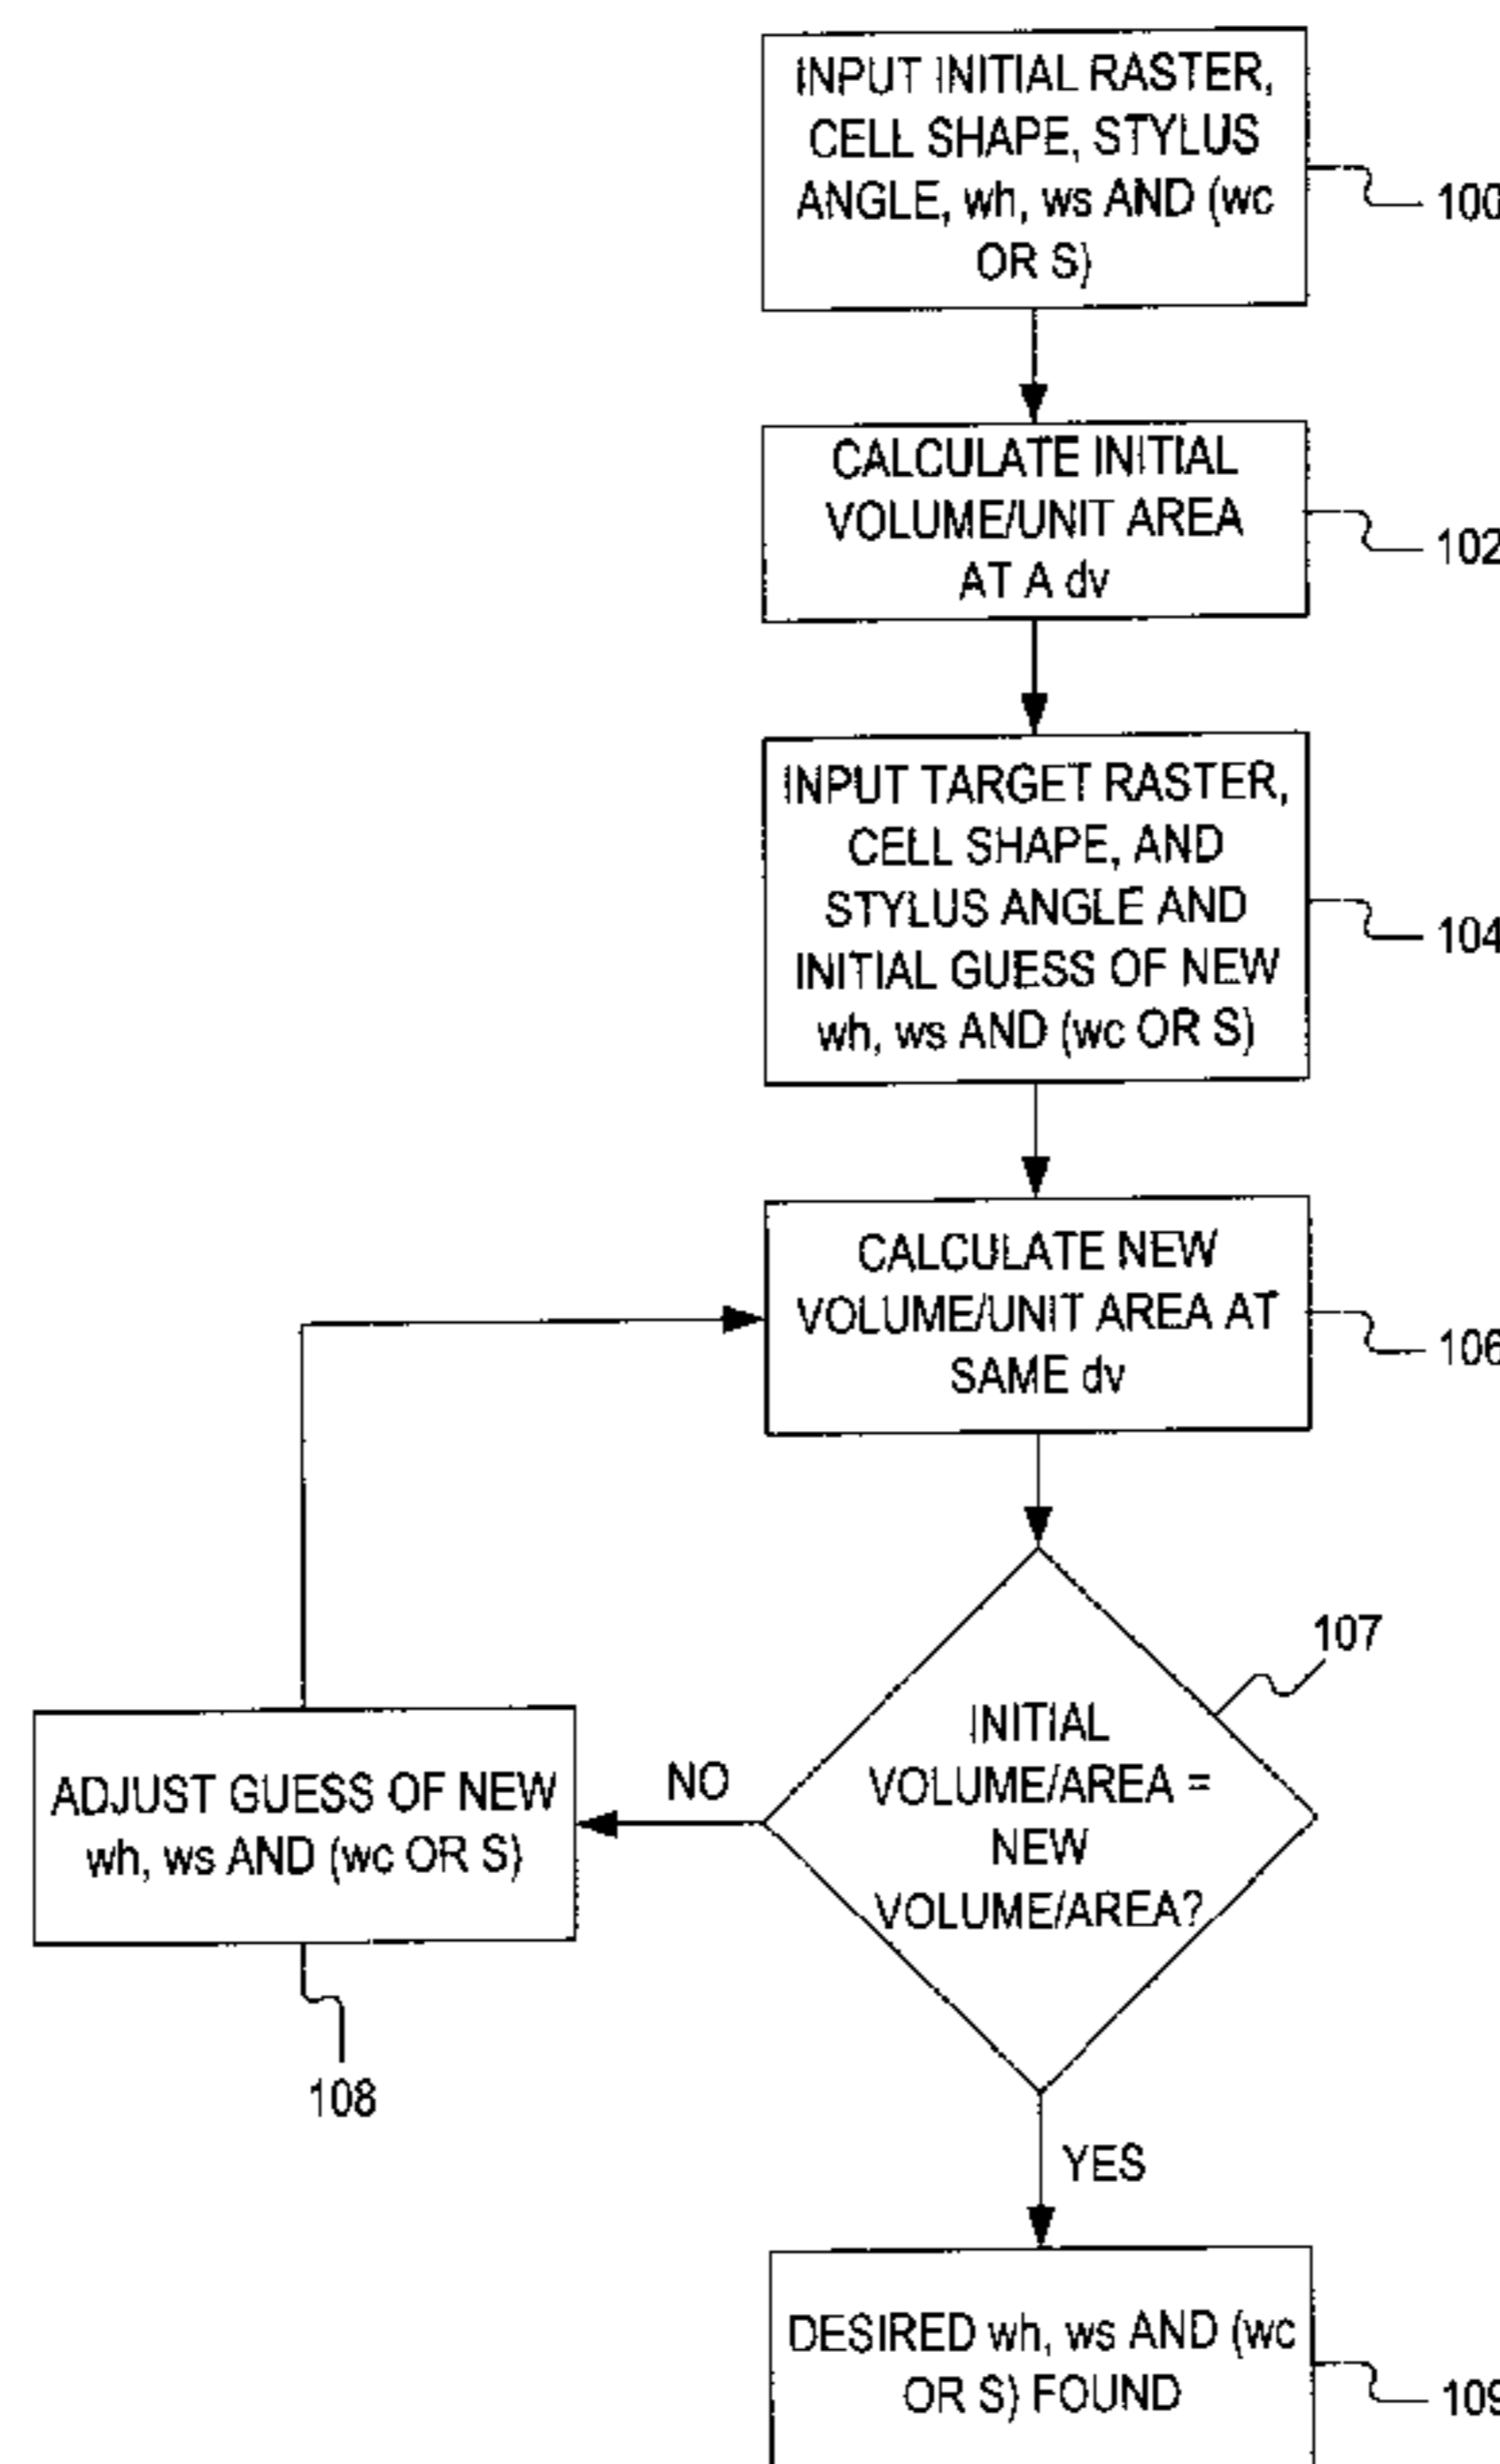 INPUT INITIAL RASTER,
CELL SHAPE, STYLUS
ANGLE, wh, ws AND (wc
OR S)
100
CALCULATE INITIAL
VOLUME/UNIT AREA
AT A dv
102
INPUT TARGET RASTER,
CELL SHAPE, AND
STYLUS ANGLE AND
INITIAL GUESS OF NEW
wh, ws AND (wc OR S)
104
CALCULATE NEW
VOLUME/UNIT AREA AT
SAME dv
106
107
INITIAL
VOLUME/AREA =
NEW
VOLUME/AREA?
NO
ADJUST GUESS OF NEW
wh, ws AND (wc OR S)
108
YES
DESIRED wh, ws AND (wc
OR S) FOUND
109